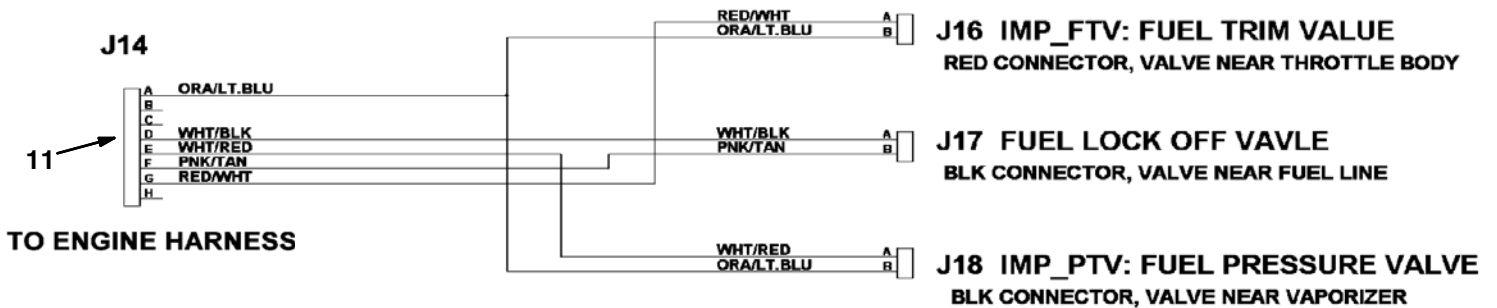 J14
A ORA/LT.BLU
B
C
D WHT/BLK
E WHT/RED
F PNK/TAN
G RED/WHT
H
11
TO ENGINE HARNESS
RED/WHT A
ORA/LT.BLU B
J16 IMP_FTV: FUEL TRIM VALUE
RED CONNECTOR, VALVE NEAR THROTTLE BODY
WHT/BLK A
PNK/TAN B
J17 FUEL LOCK OFF VAVLE
BLK CONNECTOR, VALVE NEAR FUEL LINE
WHT/RED A
ORA/LT.BLU B
J18 IMP_PTV: FUEL PRESSURE VALVE
BLK CONNECTOR, VALVE NEAR VAPORIZER